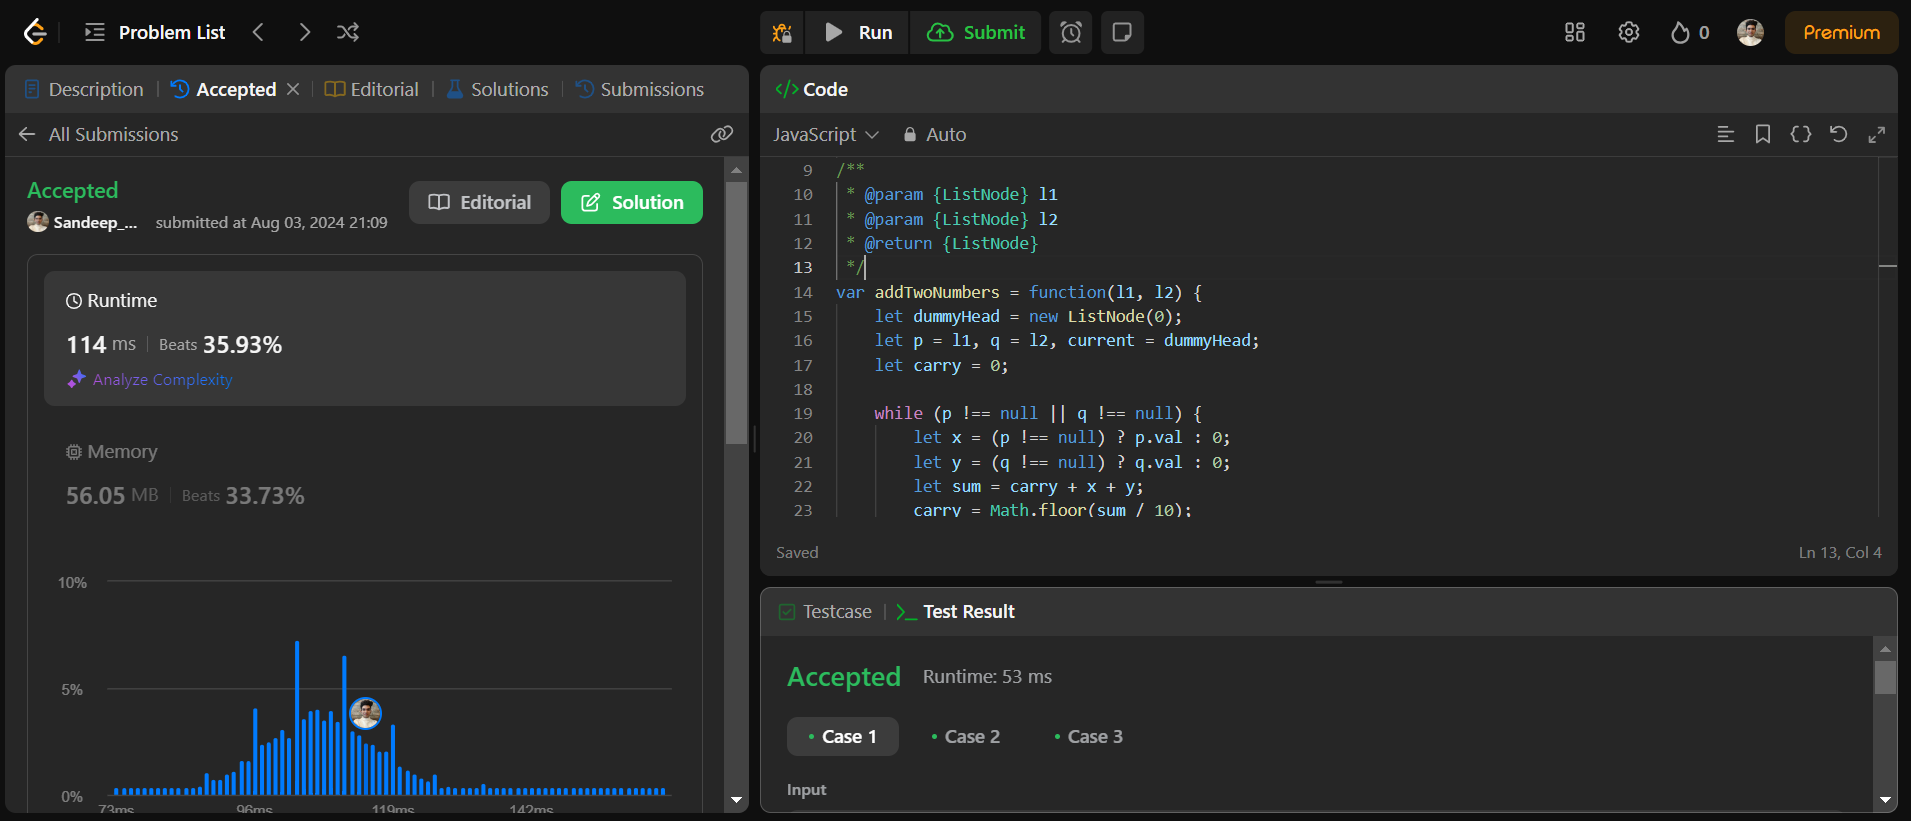 Problem List
Run
Submit
0
Premium
Description
Accepted
Editorial
Solutions
Submissions
All Submissions
Accepted
Sandeep_...
submitted at Aug 03, 2024 21:09
Editorial
Solution
Runtime
114 ms
Beats 35.93%
Analyze Complexity
Memory
56.05 MB
Beats 33.73%
10%
5%
0%
73ms
96ms
119ms
142ms
</> Code
JavaScript
Auto
9 /**
10 * @param {ListNode} l1
11 * @param {ListNode} l2
12 * @return {ListNode}
13 */
14 var addTwoNumbers = function(l1, l2) {
15 let dummyHead = new ListNode(0);
16 let p = l1, q = l2, current = dummyHead;
17 let carry = 0;
18
19 while (p !== null || q !== null) {
20 let x = (p !== null) ? p.val : 0;
21 let y = (q !== null) ? q.val : 0;
22 let sum = carry + x + y;
23 carry = Math.floor(sum / 10);
Saved
Ln 13, Col 4
Testcase
Test Result
Accepted
Runtime: 53 ms
Case 1
Case 2
Case 3
Input